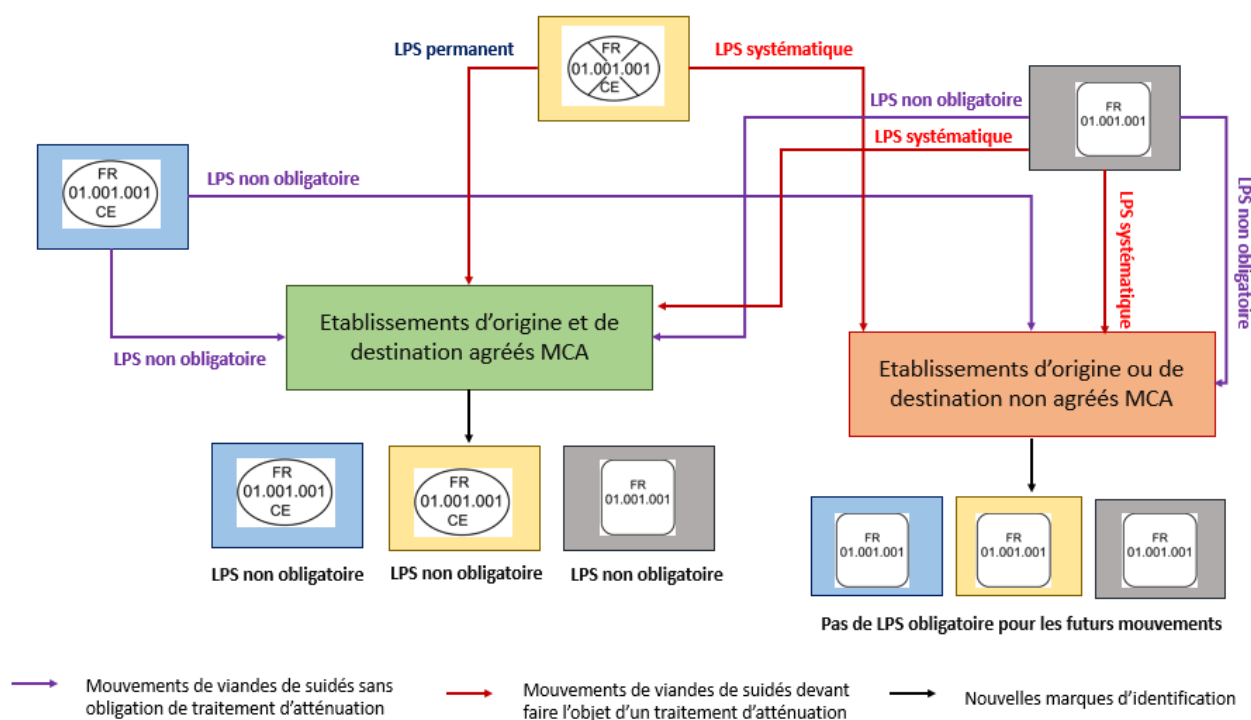 LPS permanent
FR
01.001.001
CE
LPS systématique
LPS non obligatoire
FR
01.001.001
LPS systématique
FR
01.001.001
CE
LPS non obligatoire
LPS systématique
LPS non obligatoire
Etablissements d'origine et de
destination agréés MCA
LPS non obligatoire
Etablissements d'origine ou de
destination non agréés MCA
FR
01.001.001
CE
FR
01.001.001
CE
FR
01.001.001
LPS non obligatoire
LPS non obligatoire
LPS non obligatoire
FR
01.001.001
FR
01.001.001
FR
01.001.001
Pas de LPS obligatoire pour les futurs mouvements
Mouvements de viandes de suidés sans
obligation de traitement d'atténuation
Mouvements de viandes de suidés devant
faire l'objet d'un traitement d'atténuation
Nouvelles marques d'identification